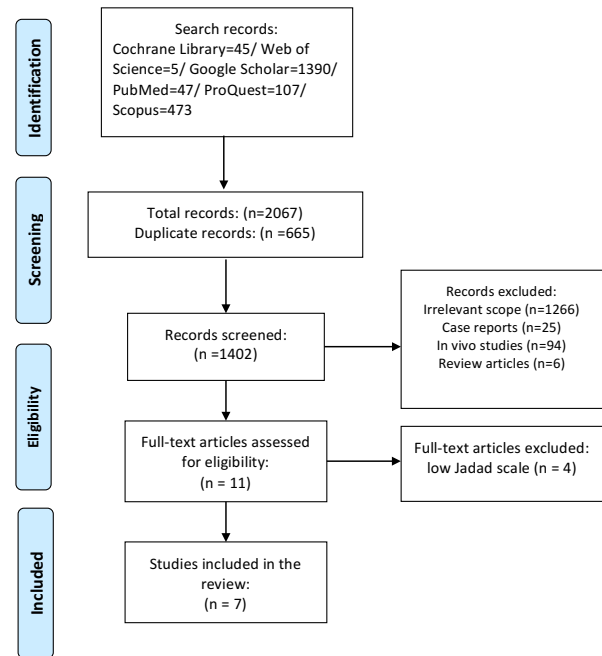 Identification
Search records:
Cochrane Library=45/ Web of
Science=5/ Google Scholar=1390/
PubMed=47/ ProQuest=107/
Scopus=473
Screening
Total records: (n=2067)
Duplicate records: (n =665)
Records screened:
(n =1402)
Records excluded:
Irrelevant scope (n=1266)
Case reports (n=25)
In vivo studies (n=94)
Review articles (n=6)
Eligibility
Full-text articles assessed
for eligibility:
(n = 11)
Full-text articles excluded:
low Jadad scale (n = 4)
Included
Studies included in the
review:
(n = 7)